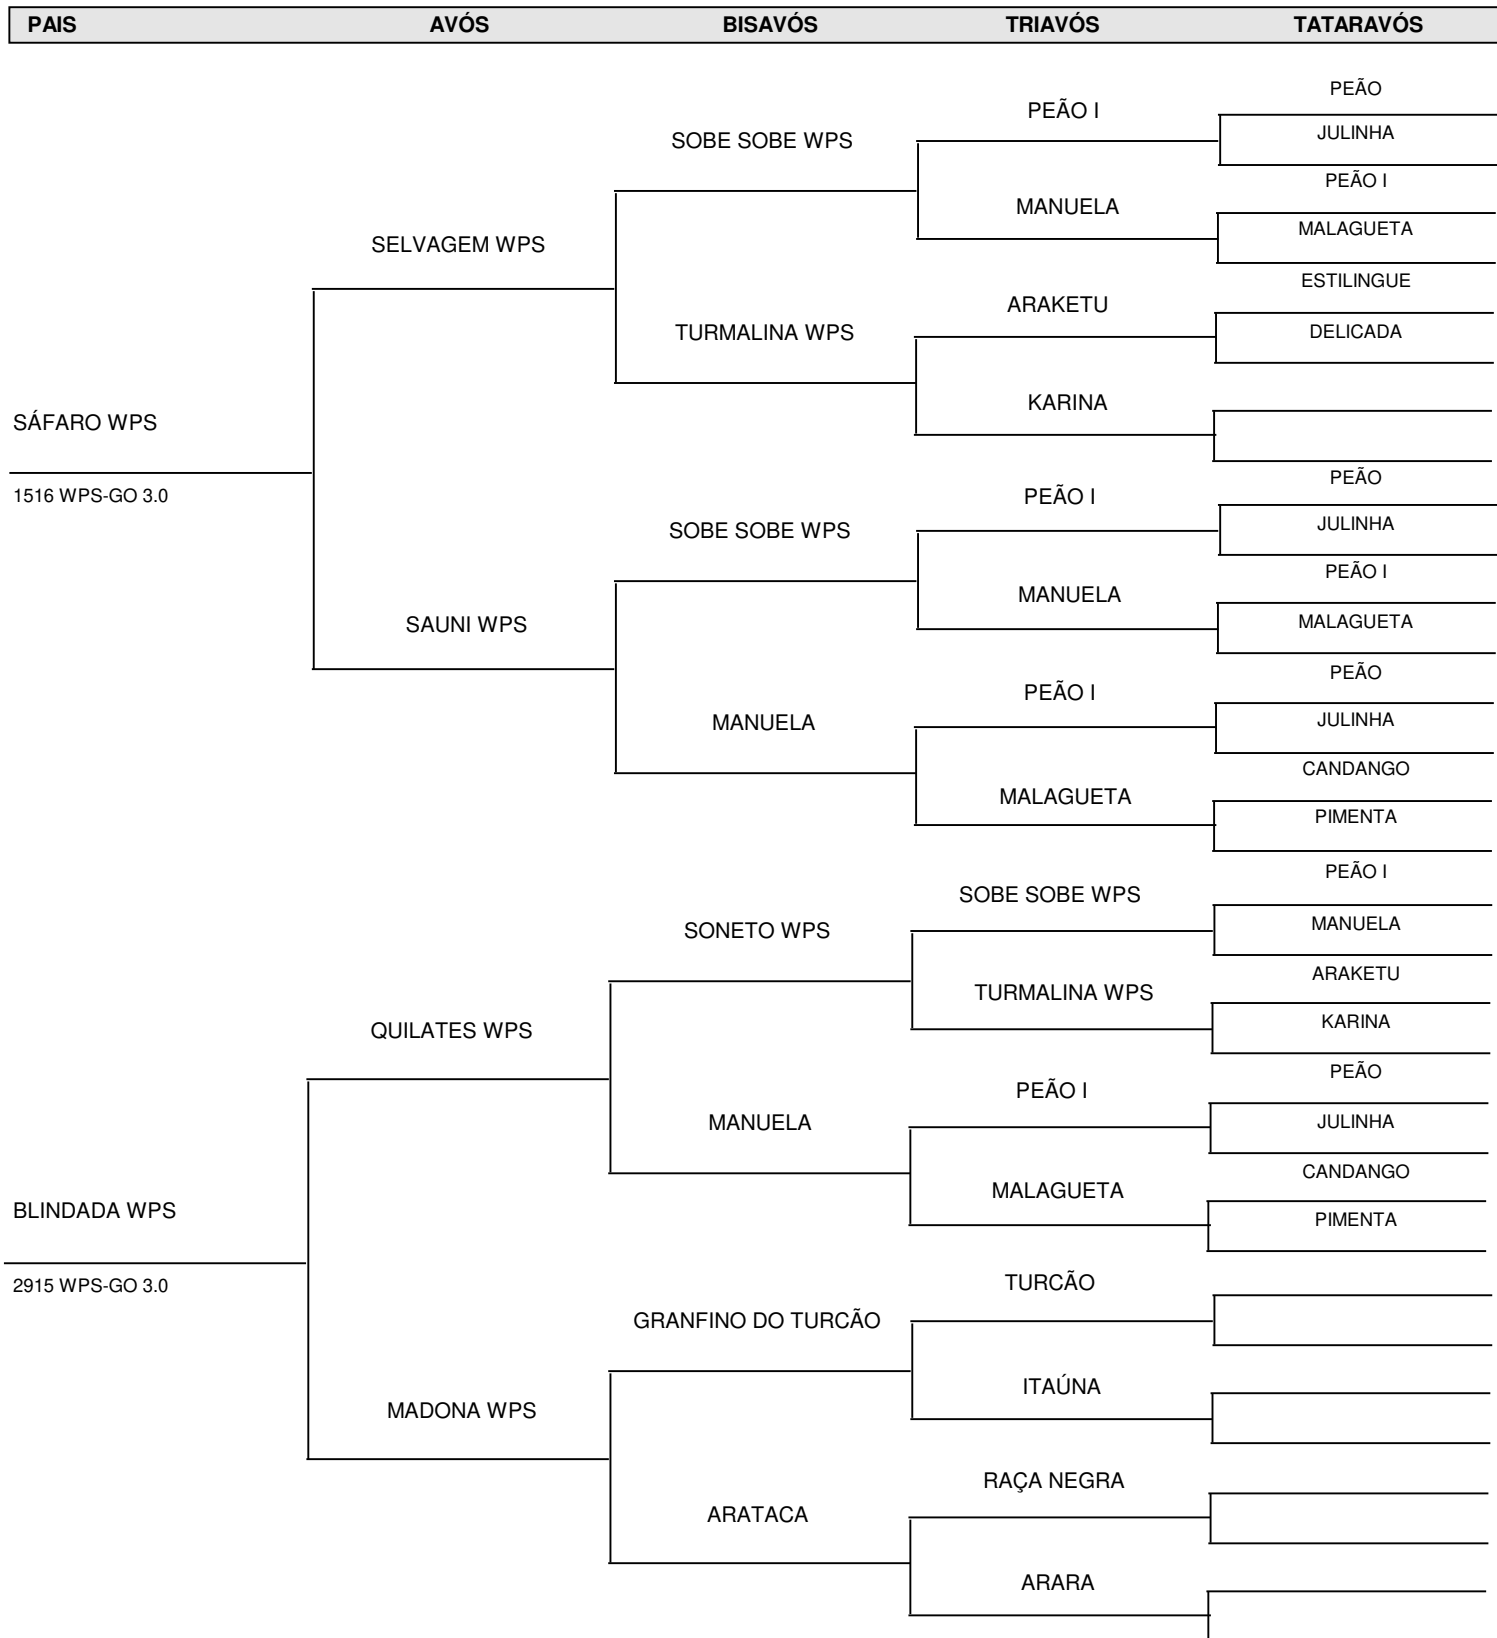 PAIS AVÓS BISAVÓS TRIAVÓS TATARAVÓS
PEÃO
PEÃO I
JULINHA
SOBE SOBE WPS
PEÃO I
MANUELA
MALAGUETA
SELVAGEM WPS
ESTILINGUE
ARAKETU
TURMALINA WPS
DELICADA
KARINA
SÁFARO WPS
PEÃO
1516 WPS-GO 3.0
PEÃO I
JULINHA
SOBE SOBE WPS
PEÃO I
MANUELA
SAUNI WPS
MALAGUETA
PEÃO
PEÃO I
MANUELA
JULINHA
CANDANGO
MALAGUETA
PIMENTA
PEÃO I
SOBE SOBE WPS
SONETO WPS
MANUELA
ARAKETU
TURMALINA WPS
QUILATES WPS
KARINA
PEÃO
PEÃO I
MANUELA
JULINHA
CANDANGO
MALAGUETA
BLINDADA WPS
PIMENTA
2915 WPS-GO 3.0
TURCÃO
GRANFINO DO TURCÃO
ITAÚNA
MADONA WPS
RAÇA NEGRA
ARATACA
ARARA